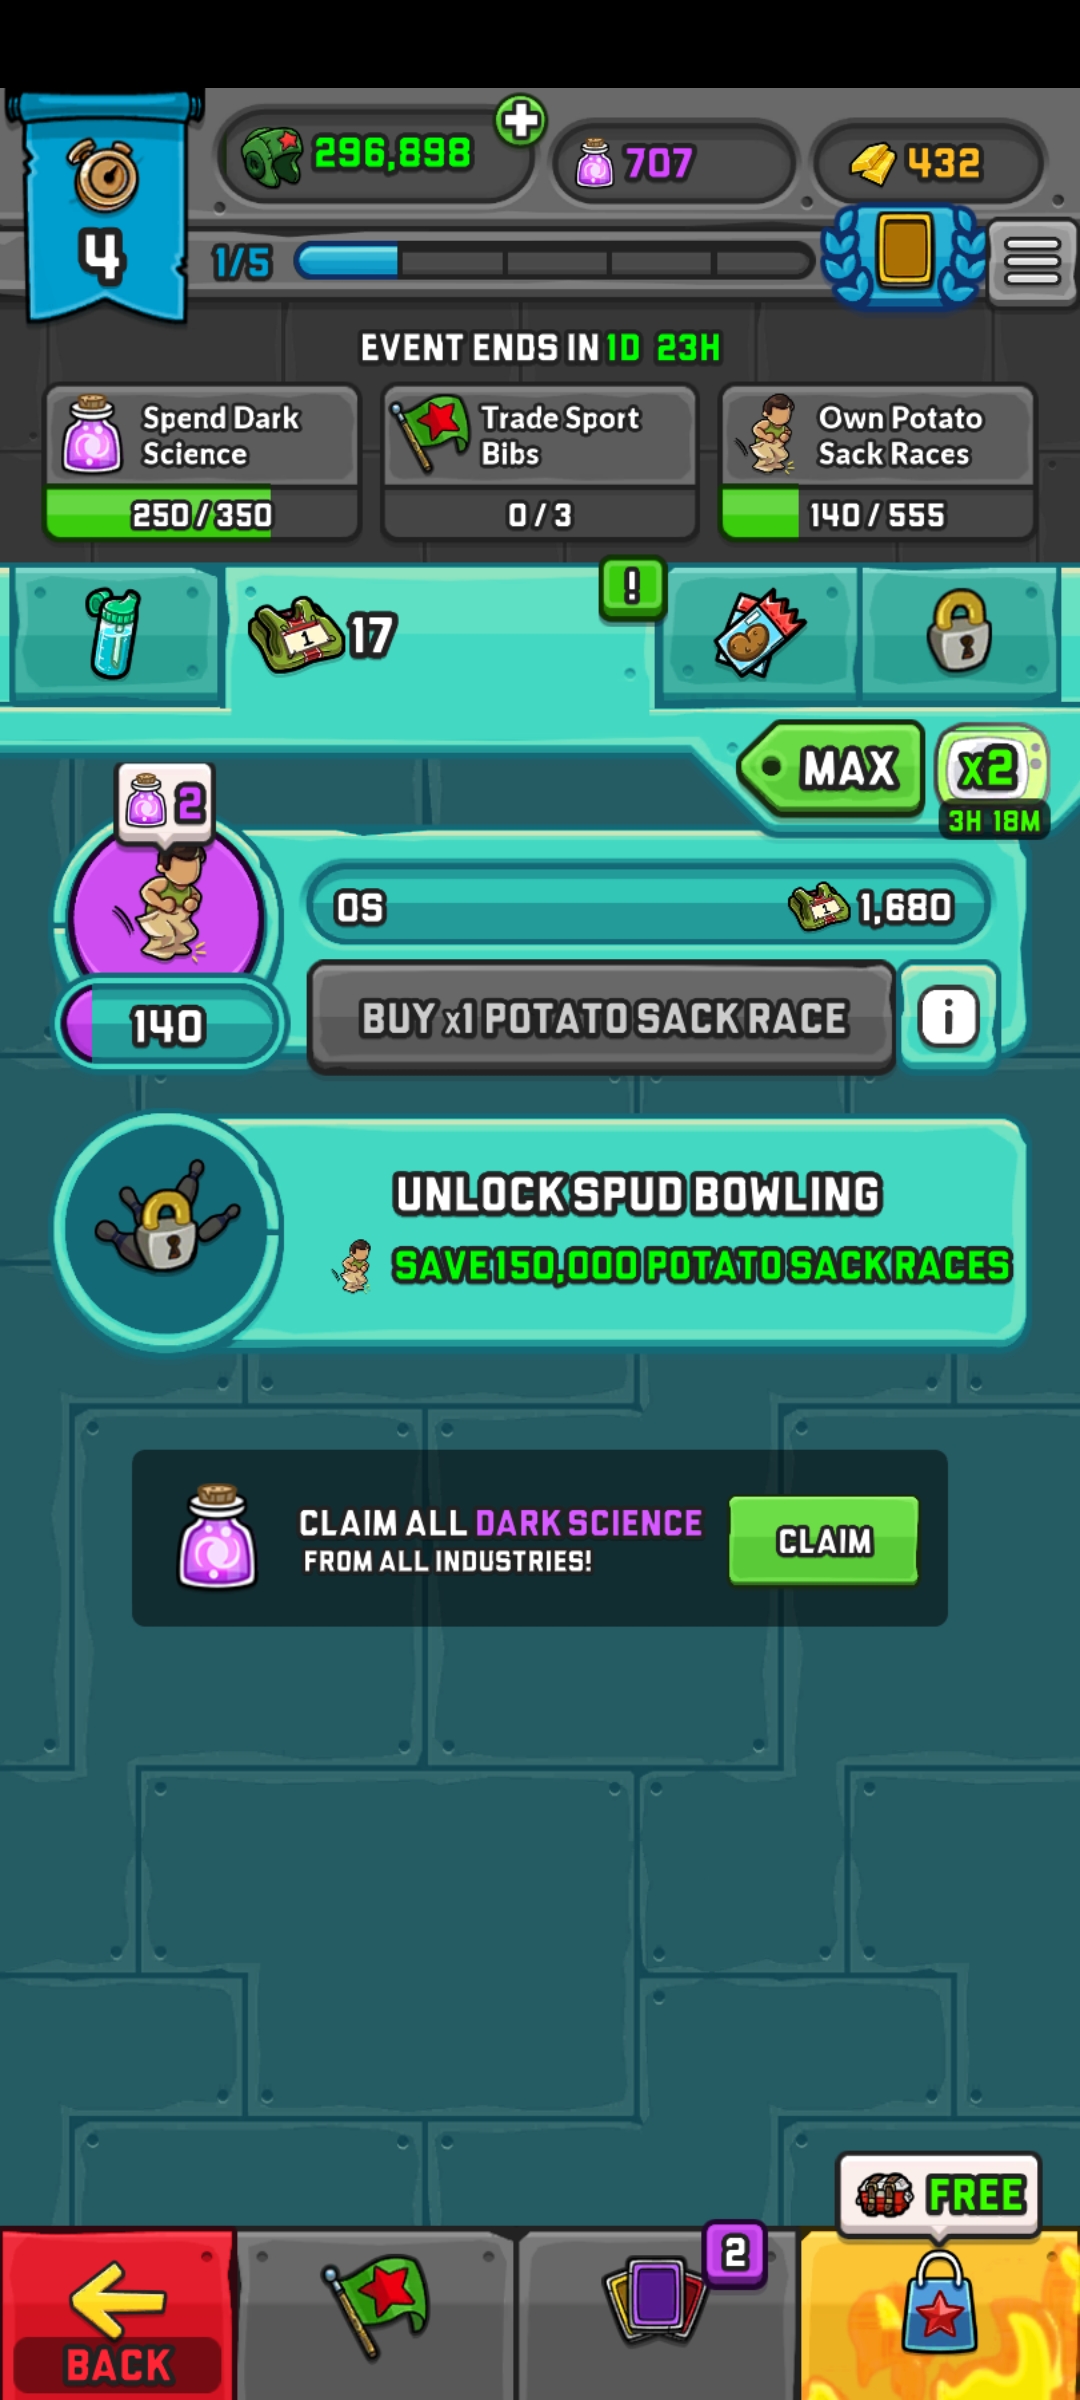 296,898
707
432
4
1/5
EVENT ENDS IN 1D 23H
Spend Dark
Science
250/350
Trade Sport
Bibs
0/3
Own Potato
Sack Races
140/555
1
17
!
MAX
x2
3H 18M
2
0S
1
1,680
140
BUY x1 POTATO SACK RACE
i
UNLOCK SPUD BOWLING
SAVE 150,000 POTATO SACK RACES
CLAIM ALL DARK SCIENCE
FROM ALL INDUSTRIES!
CLAIM
FREE
2
BACK